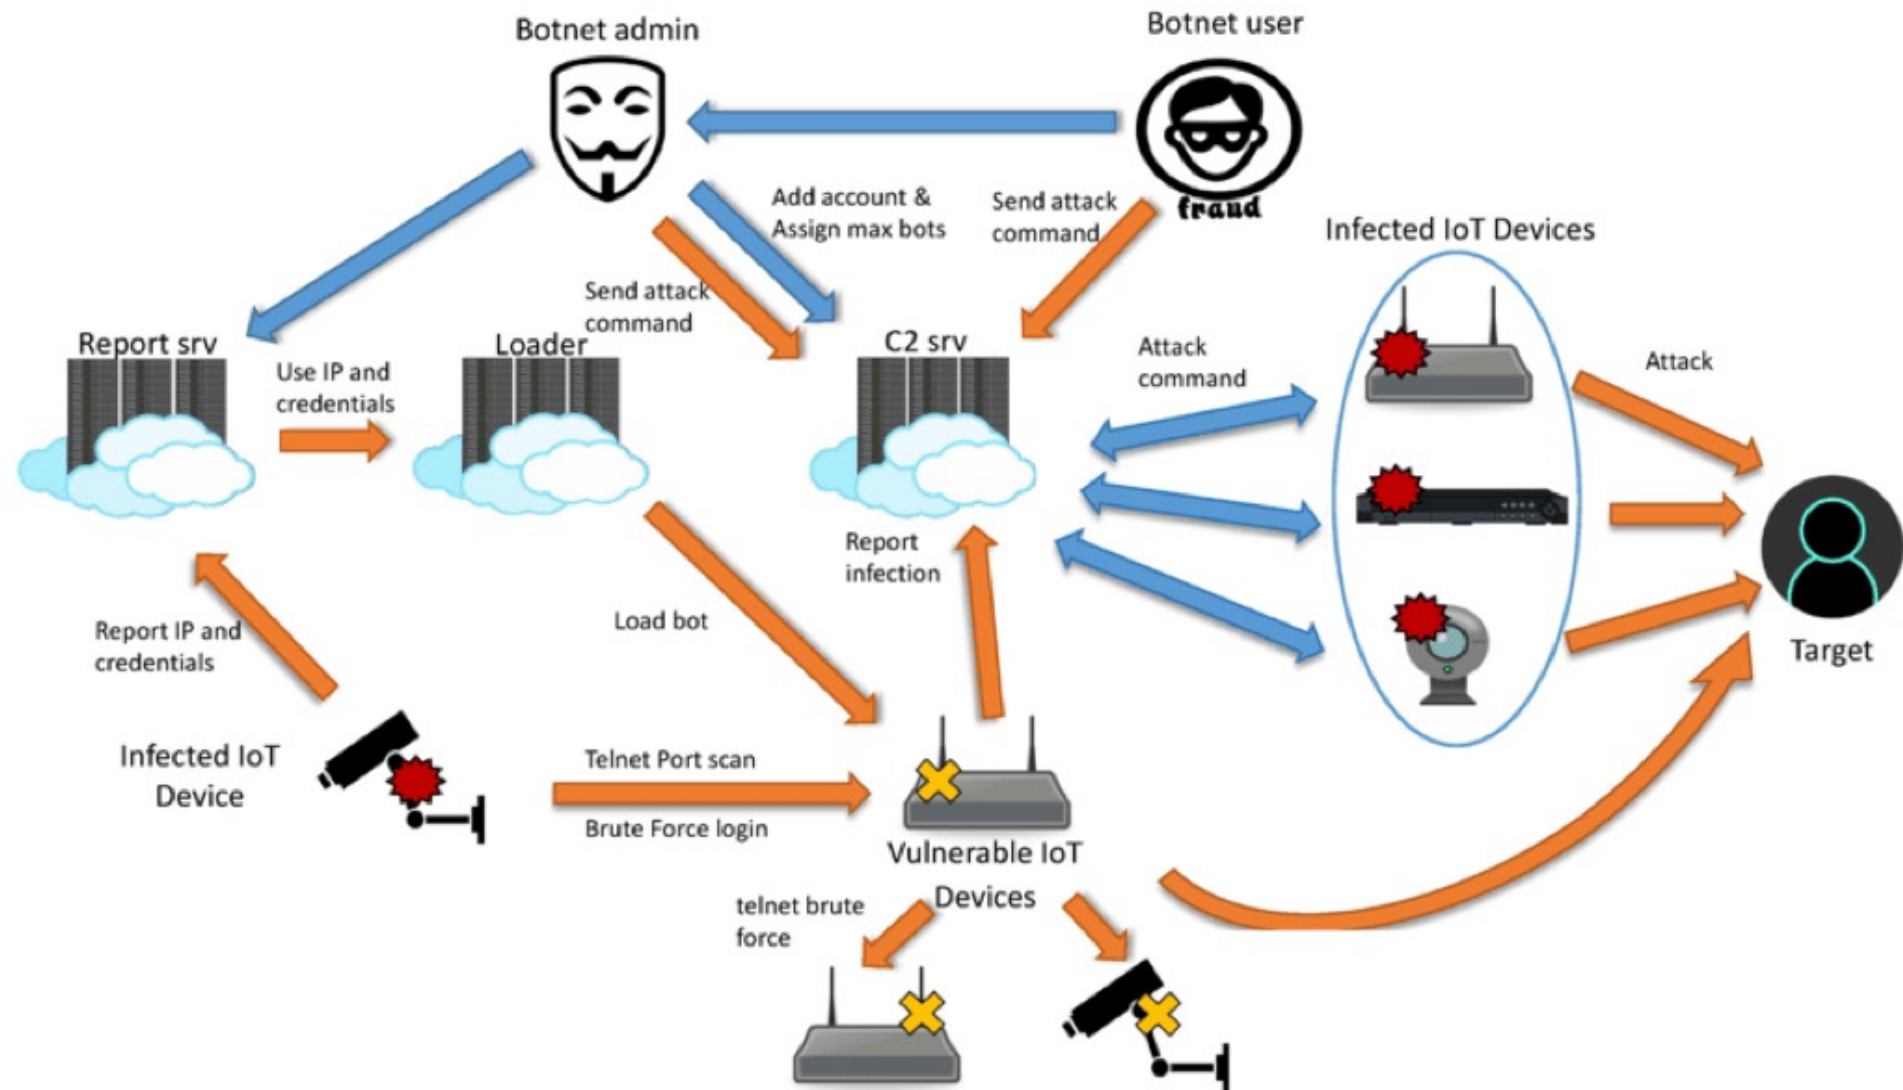 Botnet admin
Botnet user
fraud
Add account &
Assign max bots
Send attack
command
Infected IoT Devices
Send attack
command
Report srv
Loader
C2 srv
Use IP and
credentials
Attack
command
Attack
Report
infection
Load bot
Report IP and
credentials
Target
Infected IoT
Device
Telnet Port scan
Brute Force login
Vulnerable IoT
Devices
telnet brute
force